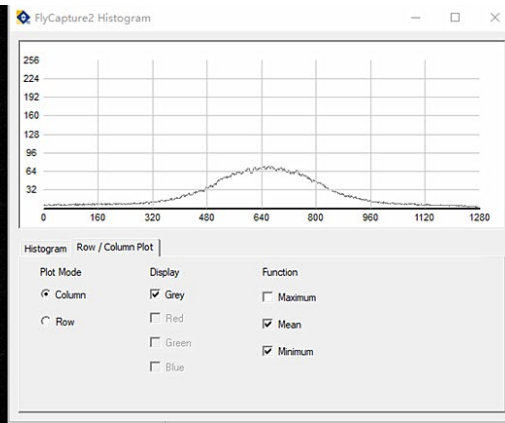 FlyCapture2 Histogram
256
224
192
160
128
96
64
32
0 160 320 480 640 800 960 1120 1280
Histogram Row / Column Plot
Plot Mode Display Function
Column Grey Maximum
Row Red Mean
Green Minimum
Blue